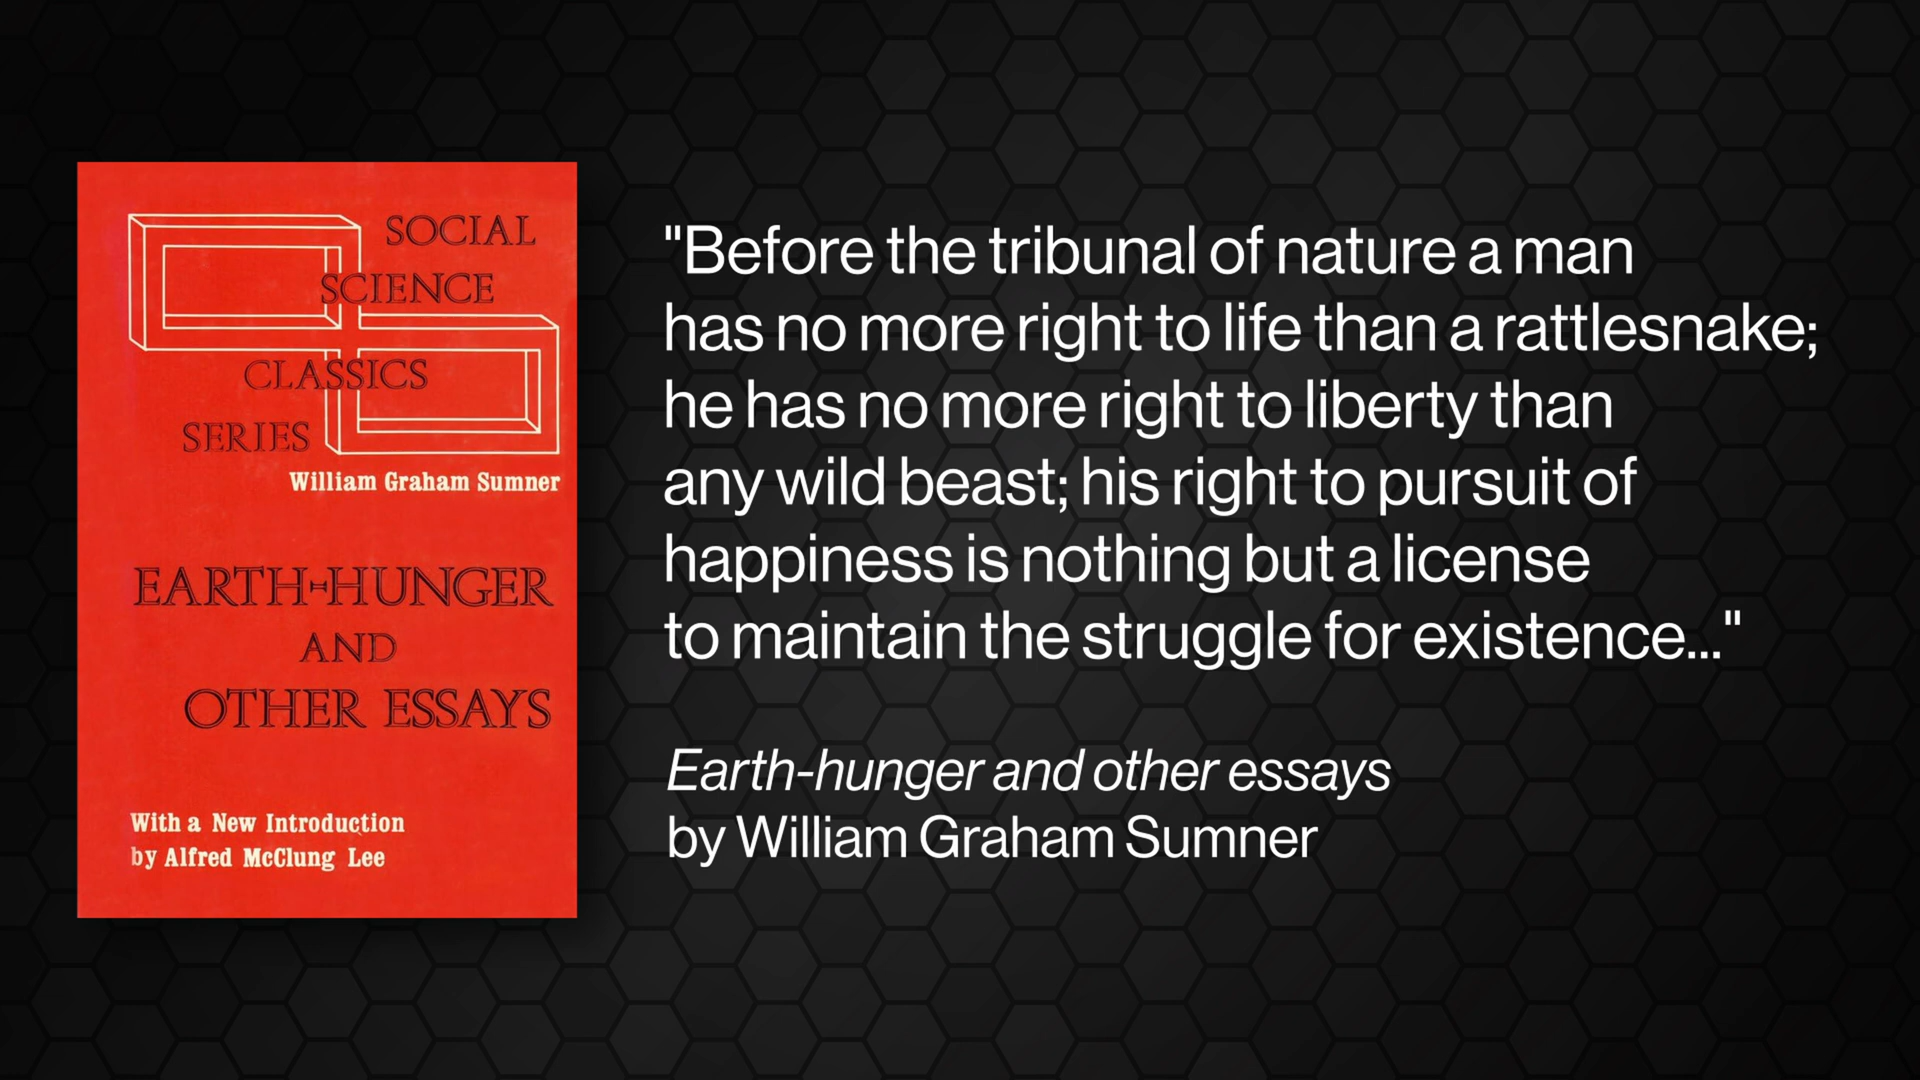 SOCIAL
SCIENCE
CLASSICS
SERIES
William Graham Sumner
EARTH-HUNGER
AND
OTHER ESSAYS
With a New Introduction
by Alfred McClung Lee
"Before the tribunal of nature a man
has no more right to life than a rattlesnake;
he has no more right to liberty than
any wild beast; his right to pursuit of
happiness is nothing but a license
to maintain the struggle for existence..."
Earth-hunger and other essays
by William Graham Sumner